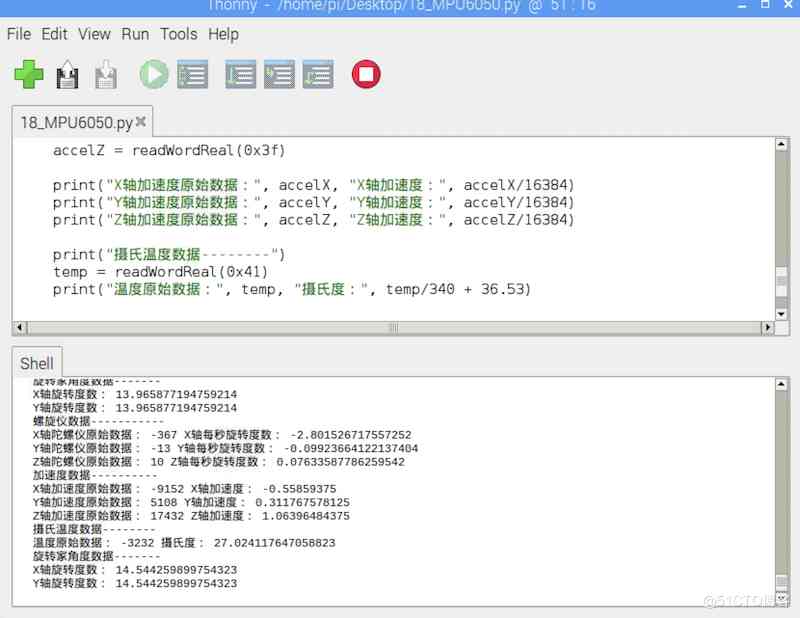 Thonny - /home/pi/Desktop/18_MPU6050.py @ 51:16
File Edit View Run Tools Help
18_MPU6050.py
accelZ = readWordReal(0x3f)
print("X轴加速度原始数据：", accelX, "X轴加速度：", accelX/16384)
print("Y轴加速度原始数据：", accelY, "Y轴加速度：", accelY/16384)
print("Z轴加速度原始数据：", accelZ, "Z轴加速度：", accelZ/16384)
print("摄氏温度数据--------")
temp = readWordReal(0x41)
print("温度原始数据：", temp, "摄氏度：", temp/340 + 36.53)
Shell
旋转家角度数据-------
X轴旋转度数： 13.965877194759214
Y轴旋转度数： 13.965877194759214
螺旋仪数据-----------
X轴陀螺仪原始数据： -367 X轴每秒旋转度数： -2.801526717557252
Y轴陀螺仪原始数据： -13 Y轴每秒旋转度数： -0.09923664122137404
Z轴陀螺仪原始数据： 10 Z轴每秒旋转度数： 0.07633587786259542
加速度数据----------
X轴加速度原始数据： -9152 X轴加速度： -0.55859375
Y轴加速度原始数据： 5108 Y轴加速度： 0.311767578125
Z轴加速度原始数据： 17432 Z轴加速度： 1.06396484375
摄氏温度数据--------
温度原始数据： -3232 摄氏度： 27.024117647058823
旋转家角度数据-------
X轴旋转度数： 14.544259899754323
Y轴旋转度数： 14.544259899754323
@51CTO博客